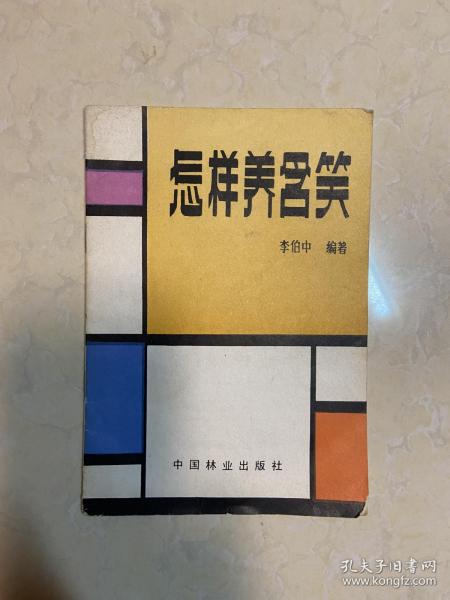 怎样养含笑
李伯中 编著
中国林业出版社
孔夫子旧书网
www.kongfz.com